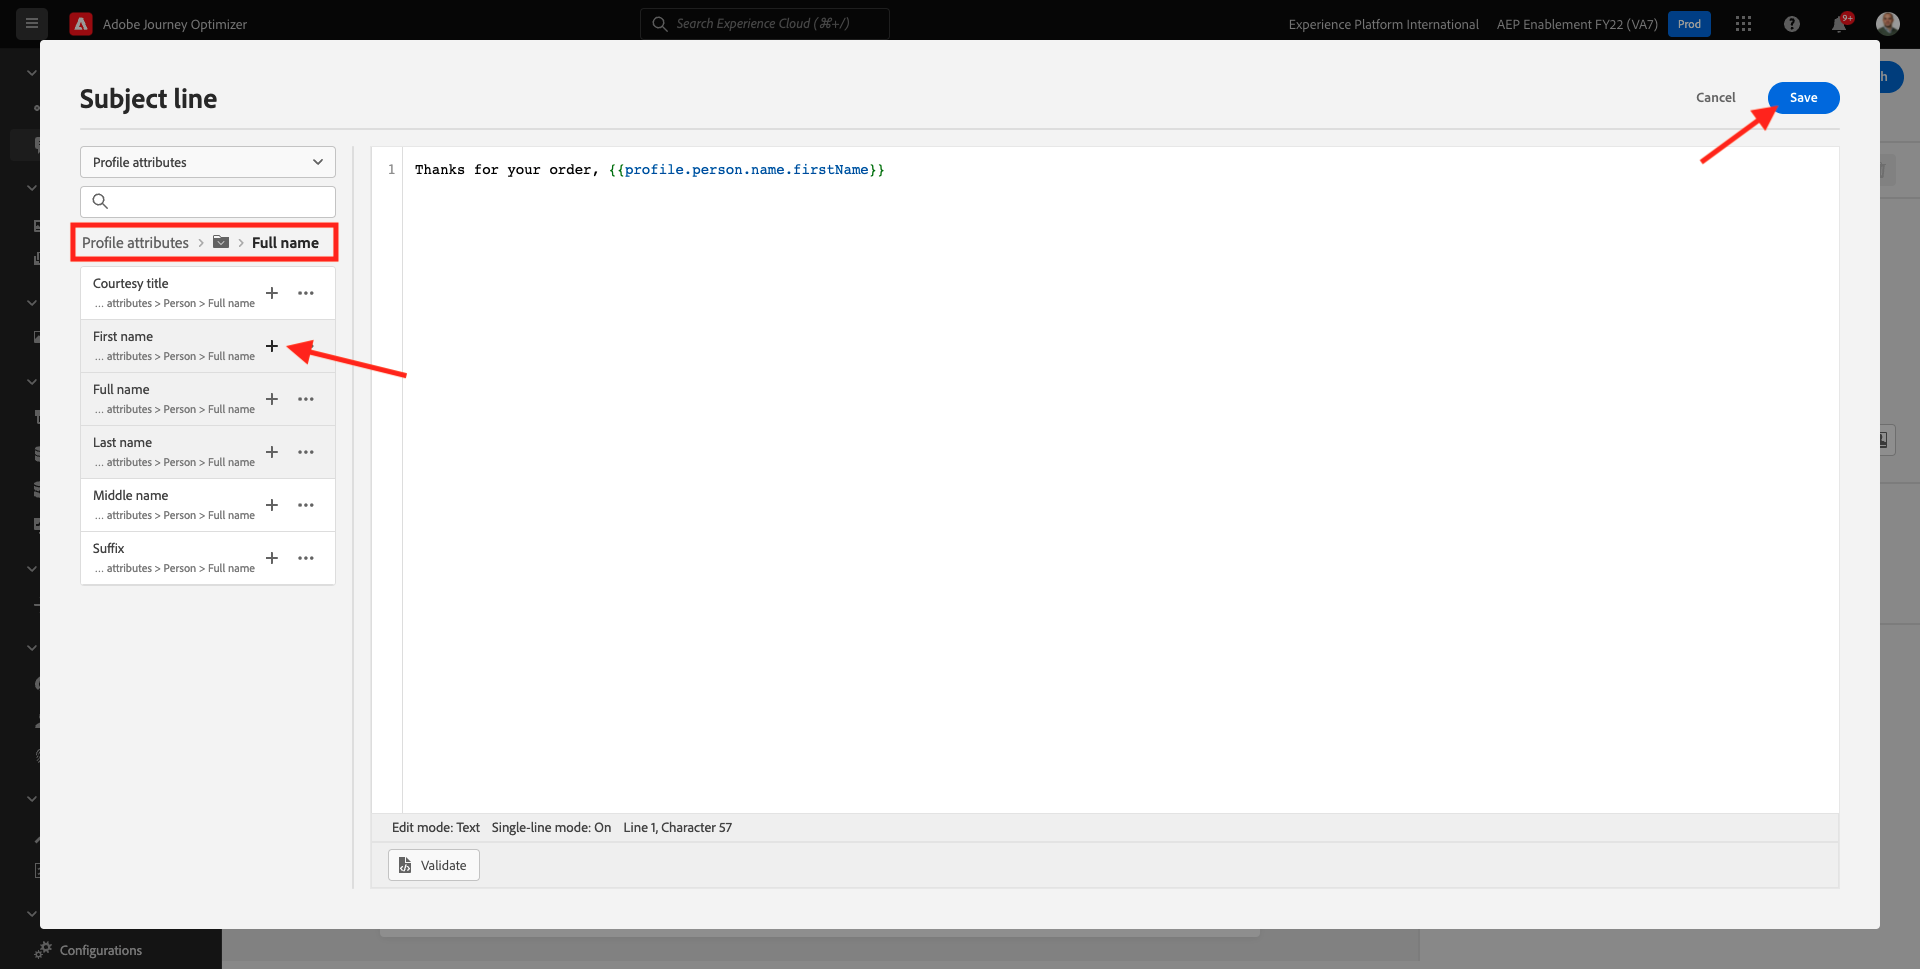 Adobe Journey Optimizer
Search Experience Cloud (⌘+/)
Experience Platform International
AEP Enablement FY22 (VA7)
Prod
9+
h
Subject line
Cancel
Save
Profile attributes
1 Thanks for your order, {{profile.person.name.firstName}}
Profile attributes > > Full name
Courtesy title
... attributes > Person > Full name
First name
... attributes > Person > Full name
Full name
... attributes > Person > Full name
Last name
... attributes > Person > Full name
Middle name
... attributes > Person > Full name
Suffix
... attributes > Person > Full name
Edit mode: Text Single-line mode: On Line 1, Character 57
Validate
Configurations